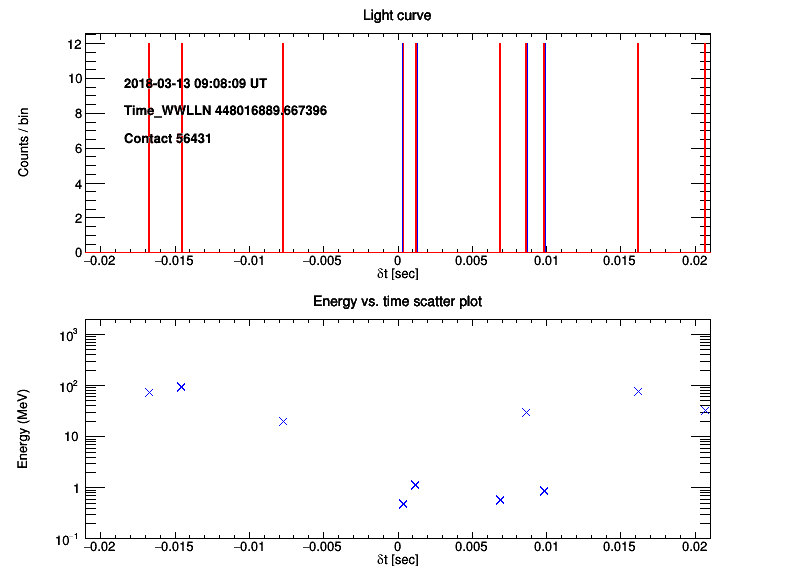 Light curve
12
10
8
6
4
2
0
Counts / bin
2018-03-13 09:08:09 UT
Time_WWLLN 448016889.667396
Contact 56431
−0.02 −0.015 −0.01 −0.005 0 0.005 0.01 0.015 0.02
δt [sec]
Energy vs. time scatter plot
10³
10²
10
1
10⁻¹
Energy (MeV)
−0.02 −0.015 −0.01 −0.005 0 0.005 0.01 0.015 0.02
δt [sec]